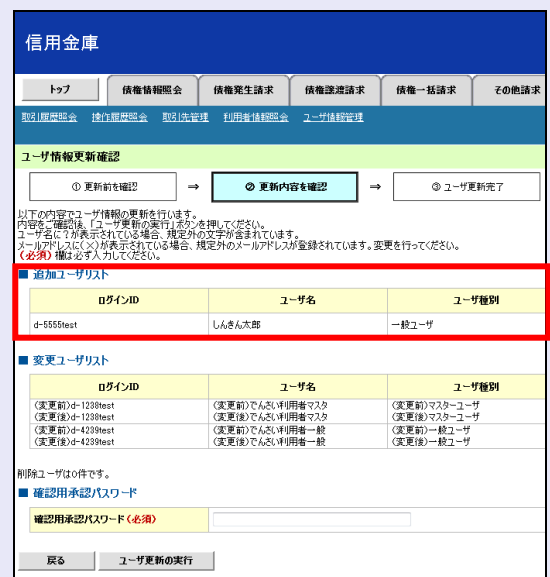 信用金庫
トップ 債権情報照会 債権発生請求 債権譲渡請求 債権一括請求 その他請求
取引履歴照会 操作履歴照会 取引先管理 利用者情報照会 ユーザ情報管理
ユーザ情報更新確認
① 更新前を確認 ⇒ ② 更新内容を確認 ⇒ ③ ユーザ更新完了
以下の内容でユーザ情報の更新を行います。
内容をご確認後、「ユーザ更新の実行」ボタンを押してください。
ユーザ名に？が表示されている場合、規定外の文字が含まれています。
メールアドレスに(×)が表示されている場合、規定外のメールアドレスが登録されています。変更を行ってください。
(必須)欄は必ず入力してください。
■ 追加ユーザリスト
ログインID ユーザ名 ユーザ種別
d-5555test しんきん太郎 一般ユーザ
■ 変更ユーザリスト
ログインID ユーザ名 ユーザ種別
(変更前)d-1238test (変更前)でんさい利用者マスタ (変更前)マスターユーザ
(変更後)d-1238test (変更後)でんさい利用者マスタ (変更後)マスターユーザ
(変更前)d-4239test (変更前)でんさい利用者一般 (変更前)一般ユーザ
(変更後)d-4239test (変更後)でんさい利用者一般 (変更後)一般ユーザ
削除ユーザは0件です。
■ 確認用承認パスワード
確認用承認パスワード(必須)
戻る ユーザ更新の実行